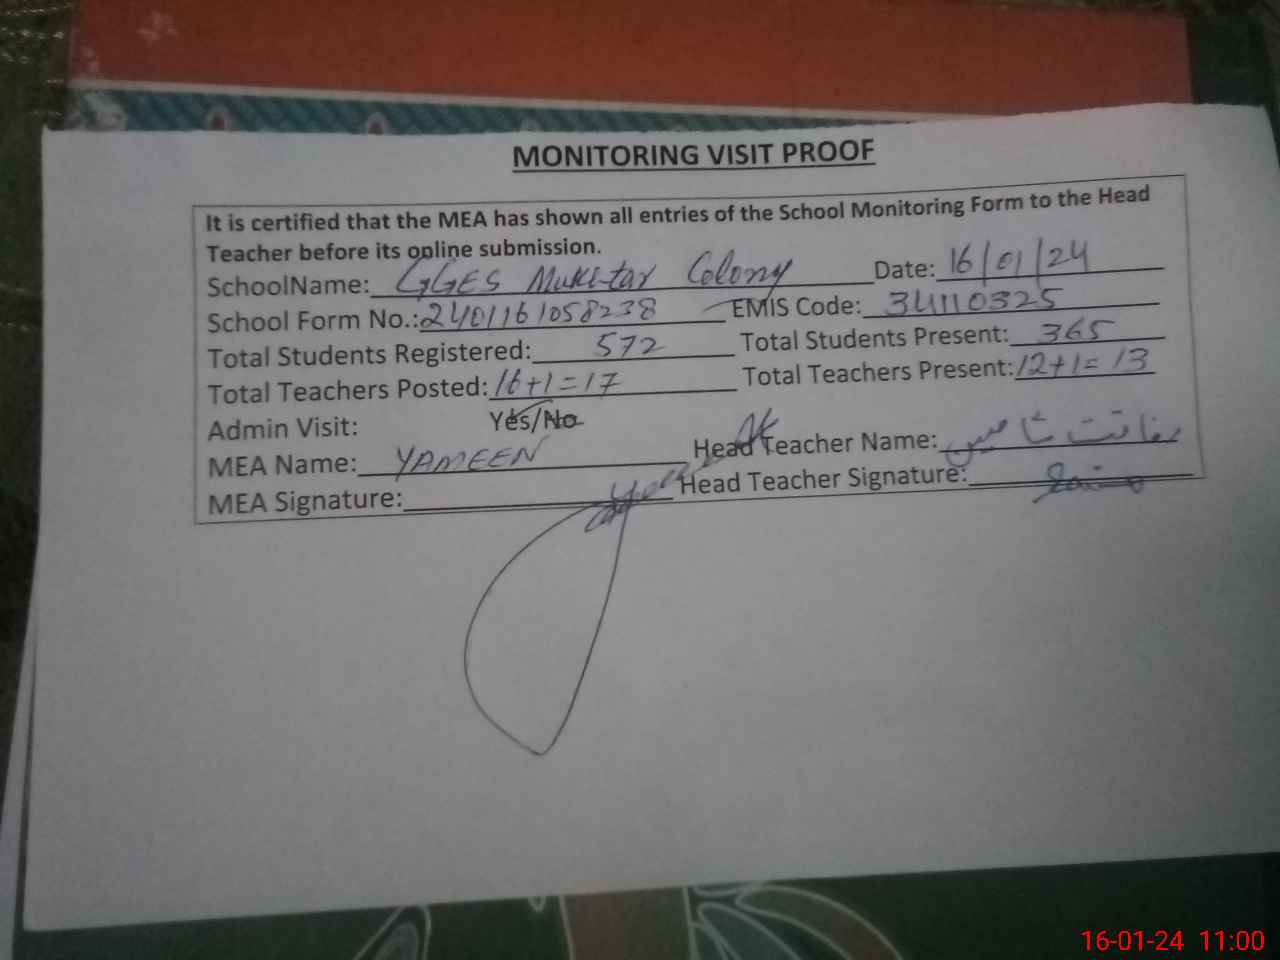 MONITORING VISIT PROOF
It is certified that the MEA has shown all entries of the School Monitoring Form to the Head
Teacher before its online submission.
SchoolName: GGES Mukhtar Colony Date: 16/01/24
School Form No.: 2401161058238 EMIS Code: 34110325
Total Students Registered: 572 Total Students Present: 365
Total Teachers Posted: 16+1=17 Total Teachers Present: 12+1=13
Admin Visit: Yes/No
MEA Name: YAMEEN Head Teacher Name:
MEA Signature: Head Teacher Signature:
16-01-24 11:00